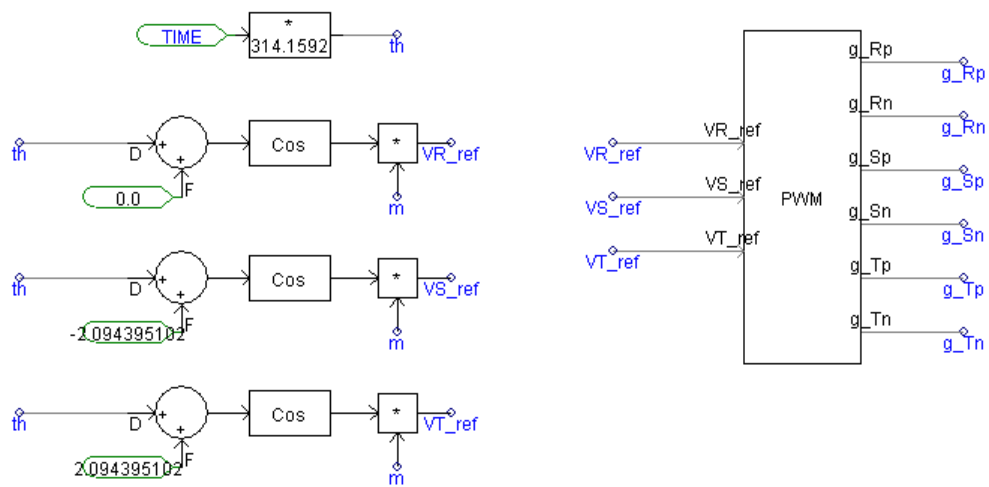 TIME
*
314.1592
th
th
D
+
+
F
0.0
Cos
*
VR_ref
m
th
D
+
+
F
-2.094395102
Cos
*
VS_ref
m
th
D
+
+
F
2.094395102
Cos
*
VT_ref
m
VR_ref
VR_ref
VS_ref
VS_ref
VT_ref
VT_ref
PWM
g_Rp
g_Rp
g_Rn
g_Rn
g_Sp
g_Sp
g_Sn
g_Sn
g_Tp
g_Tp
g_Tn
g_Tn